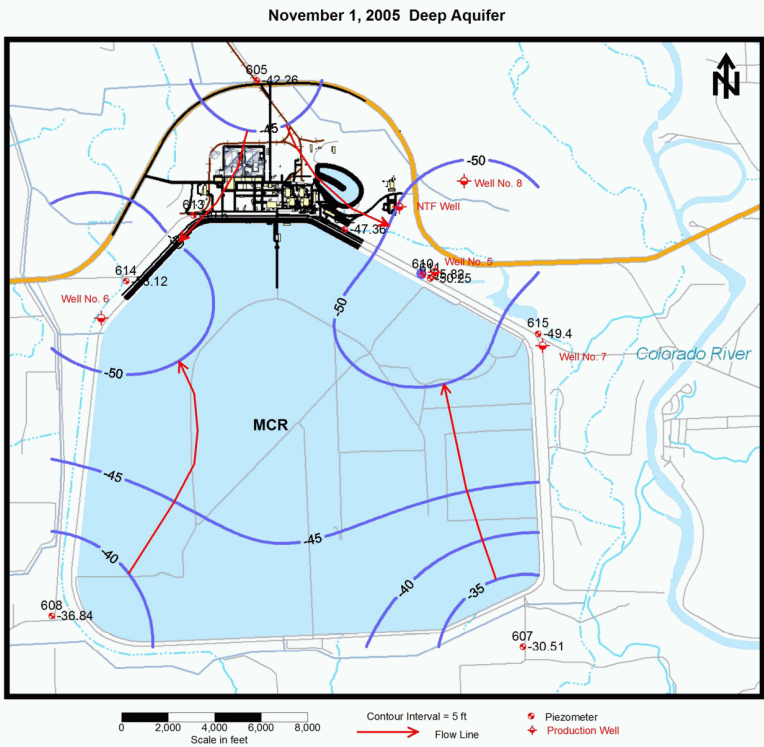 November 1, 2005 Deep Aquifer
N
605
-42.26
-45
-50
Well No. 8
613
NTF Well
-47.36
614
-53.12
610
Well No. 5
-50.25
Well No. 6
-50
615
-49.4
Well No. 7
Colorado River
-50
MCR
-45
-45
-40
-40
-35
608
-36.84
607
-30.51
0 2,000 4,000 6,000 8,000
Scale in feet
Contour Interval = 5 ft
Flow Line
Piezometer
Production Well